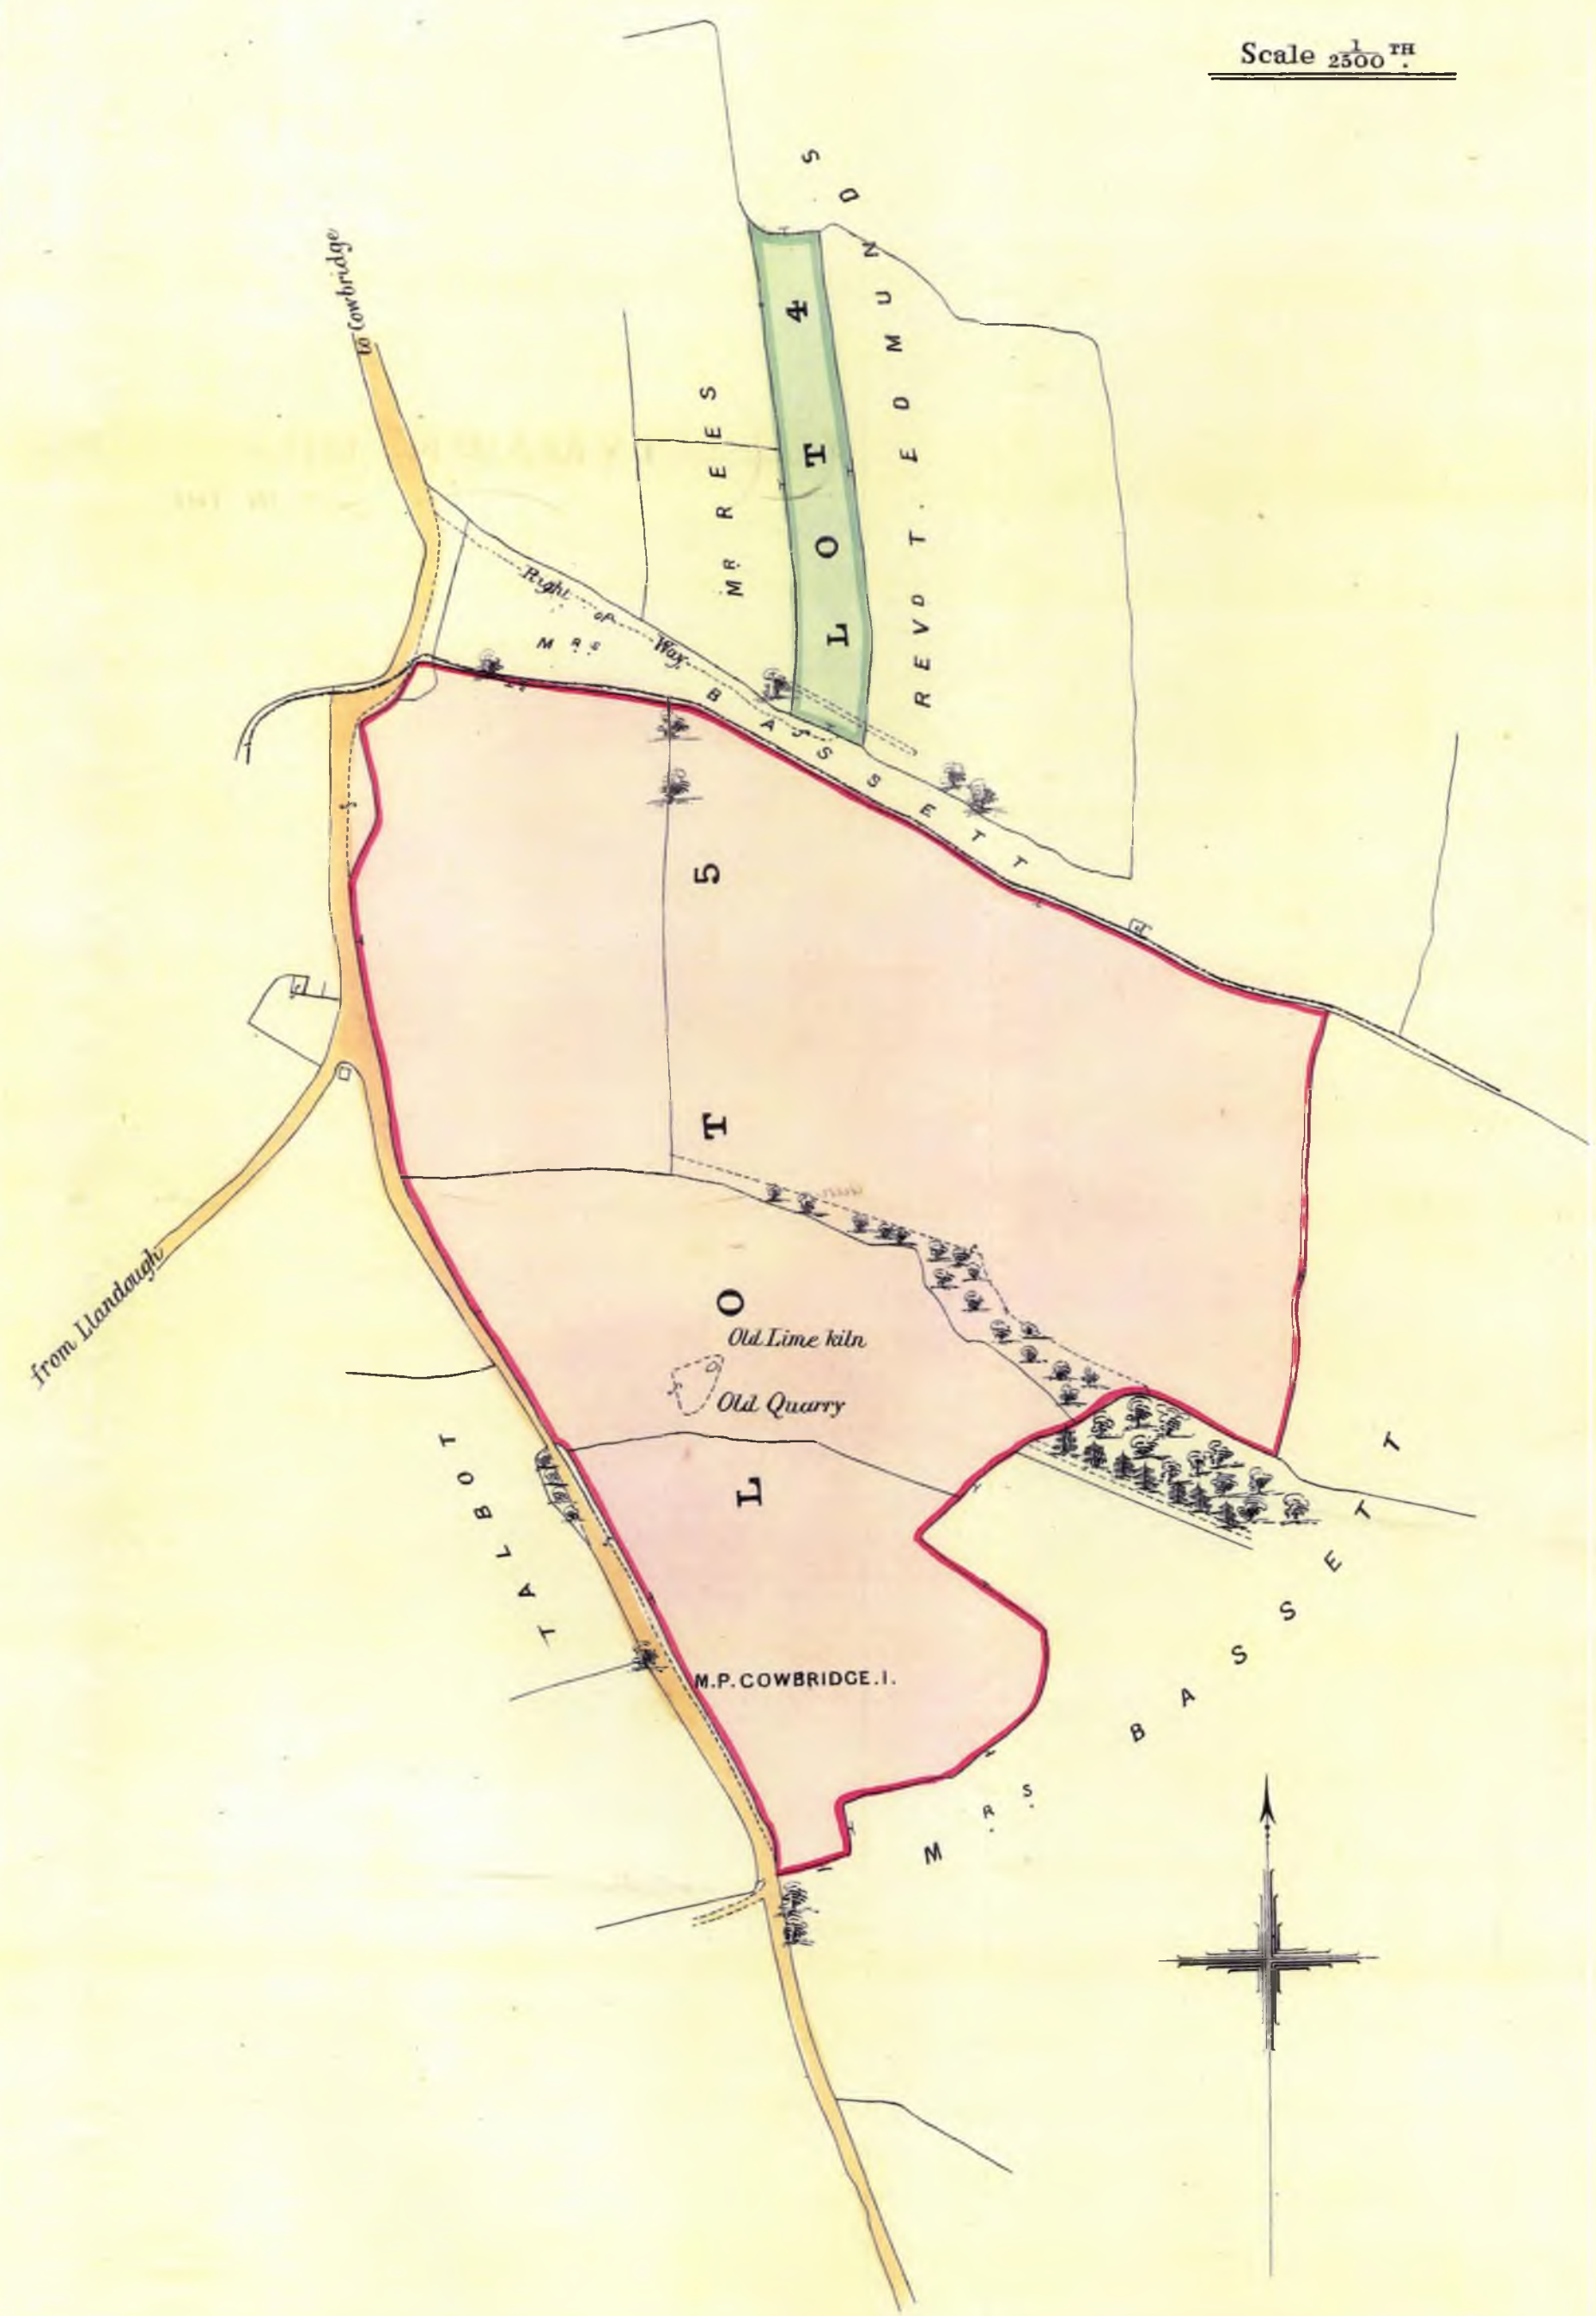 Scale 1/2500TH.
to Cowbridge
LOT 4
MR REES
REVD T. EDMUNDS
Right of Way
MRS BASSETT
LOT 5
from Llandough
Old Lime kiln
Old Quarry
TALBOT
M.P. COWBRIDGE. 1.
MRS BASSETT